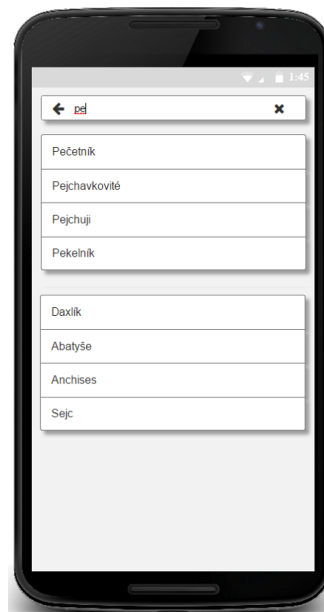 1:45
pe
Pečetník
Pejchavkovité
Pejchuji
Pekelník
Daxlík
Abatyše
Anchises
Sejc